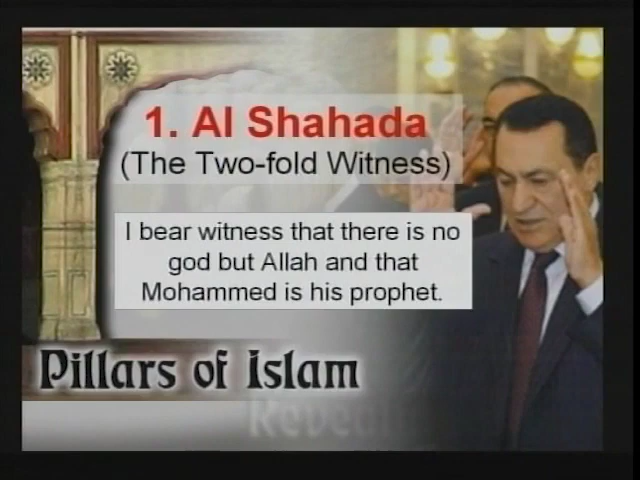 1. Al Shahada
(The Two-fold Witness)
I bear witness that there is no
god but Allah and that
Mohammed is his prophet.
Pillars of Islam